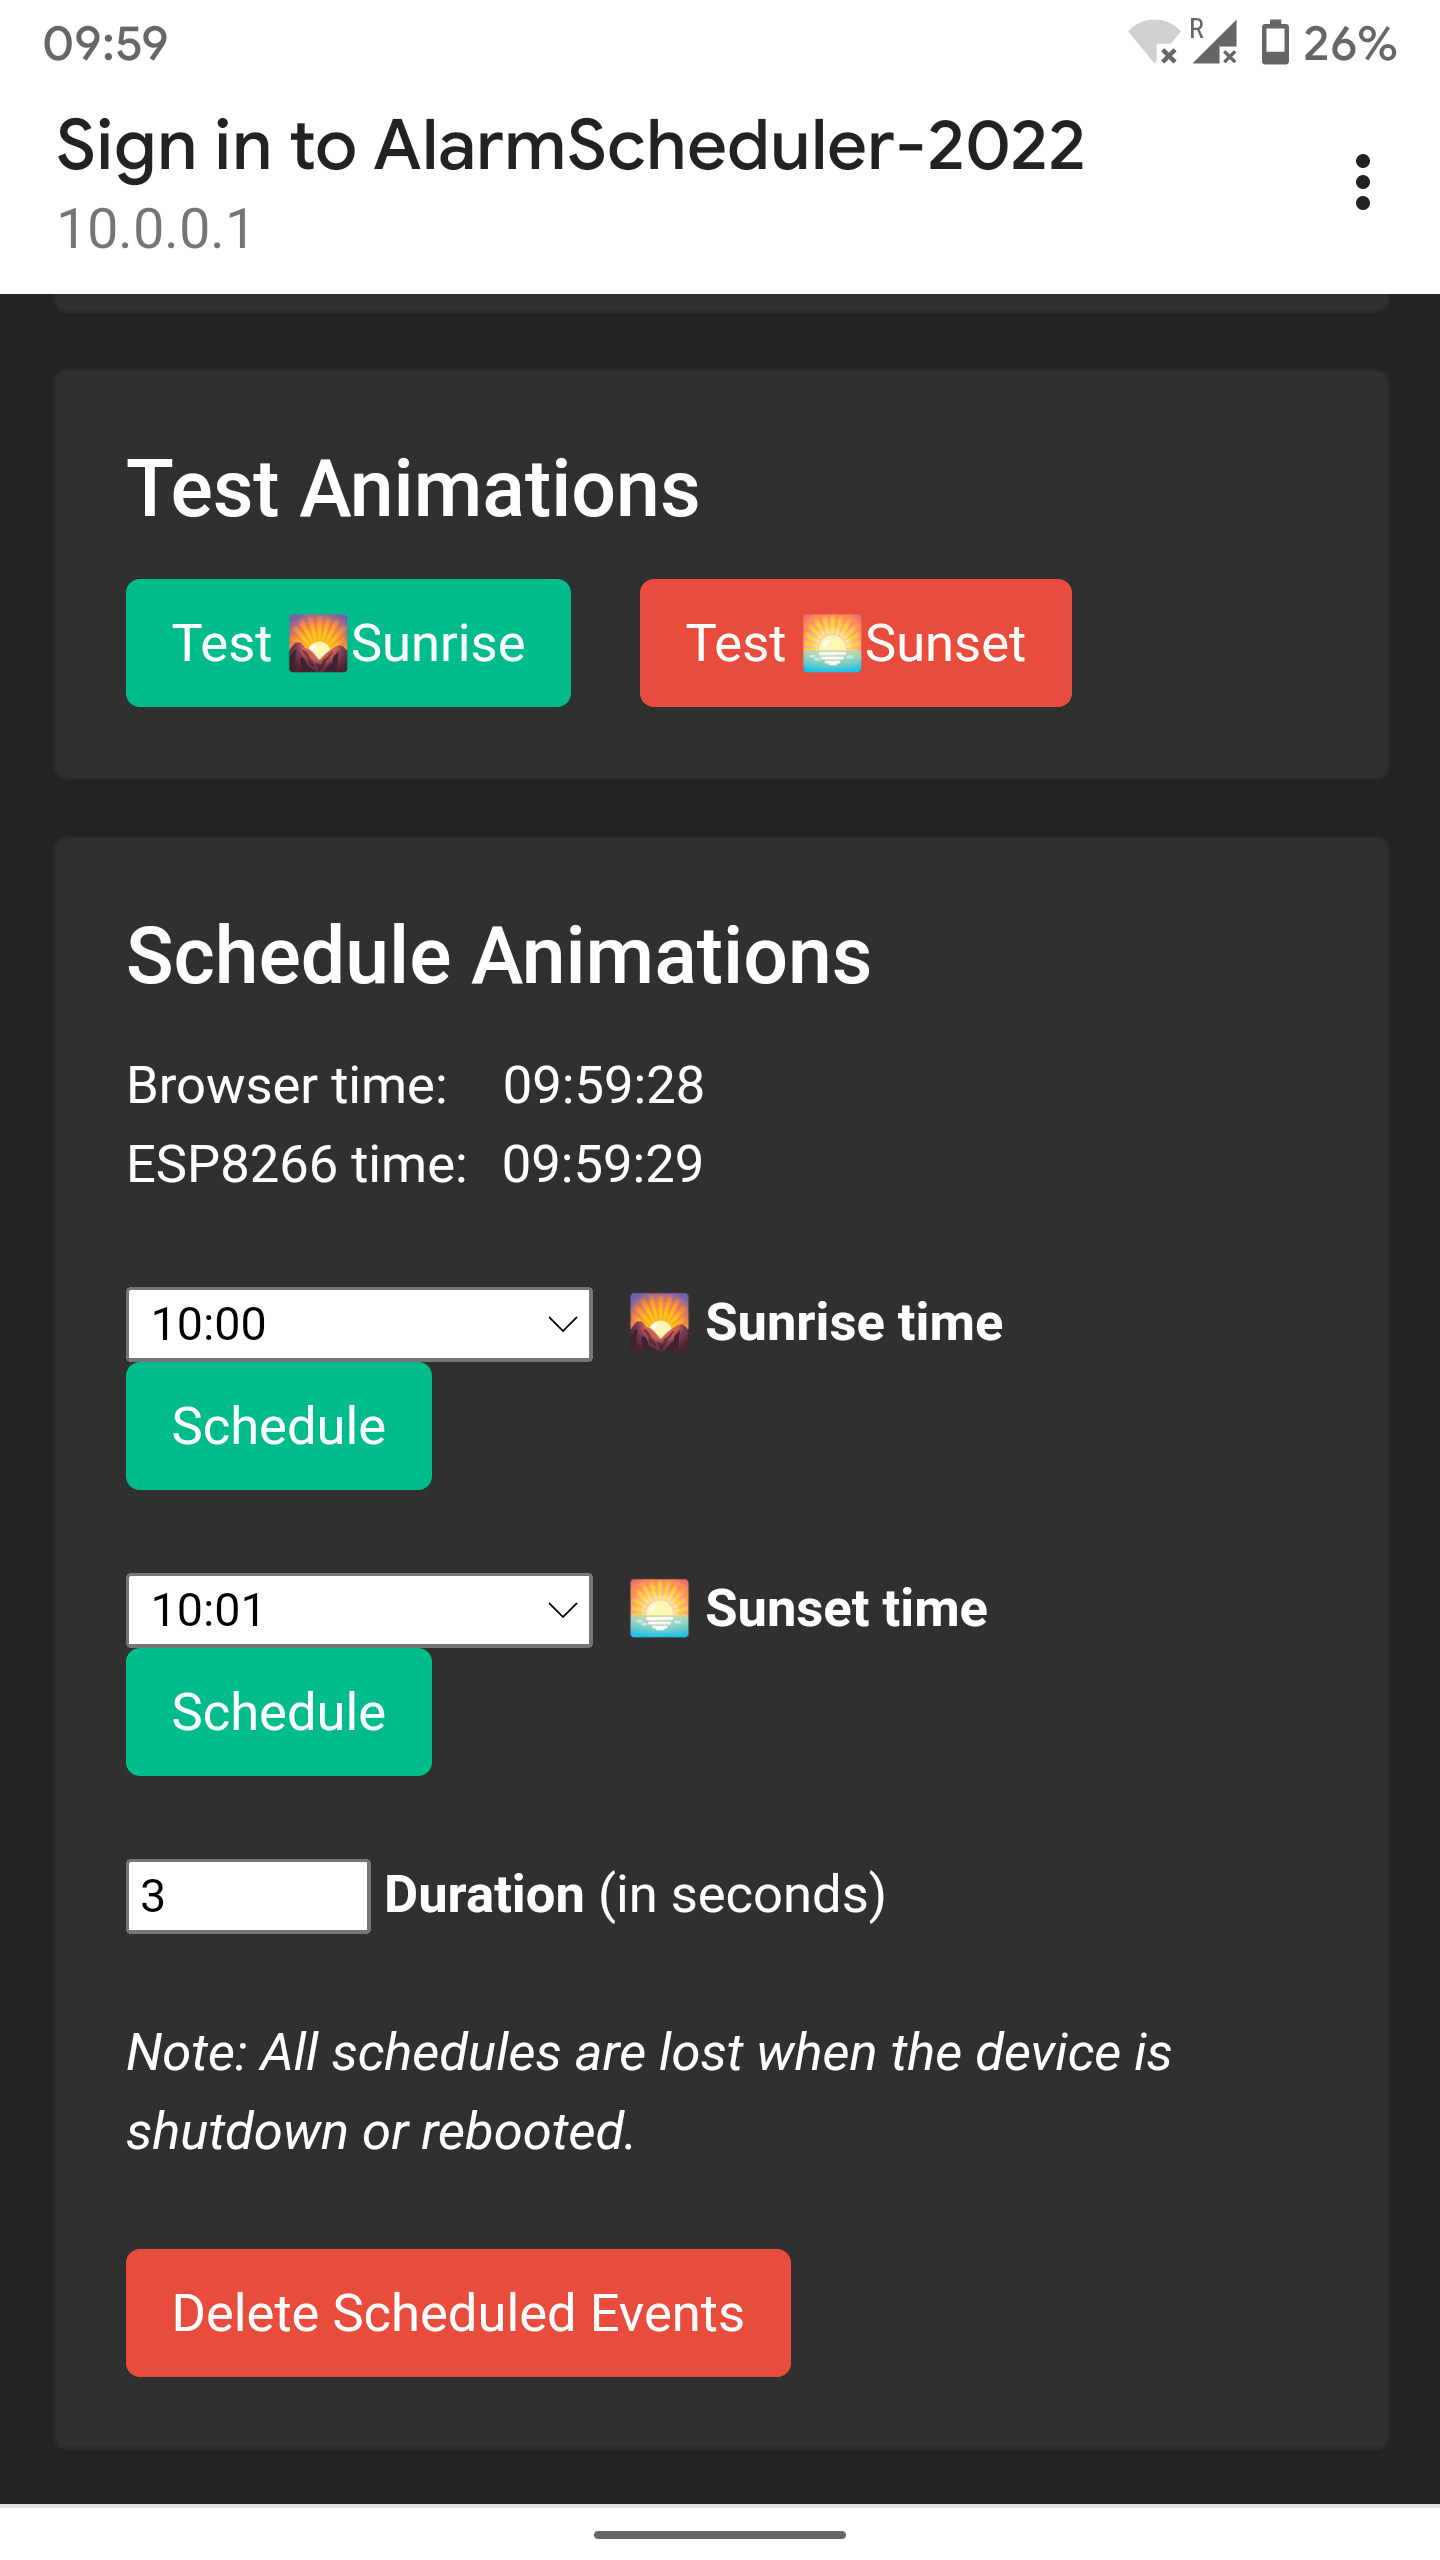 09:59
R 26%
Sign in to AlarmScheduler-2022
10.0.0.1
Test Animations
Test 🌄Sunrise
Test 🌅Sunset
Schedule Animations
Browser time: 09:59:28
ESP8266 time: 09:59:29
10:00 🌄 Sunrise time
Schedule
10:01 🌅 Sunset time
Schedule
3 Duration (in seconds)
Note: All schedules are lost when the device is
shutdown or rebooted.
Delete Scheduled Events